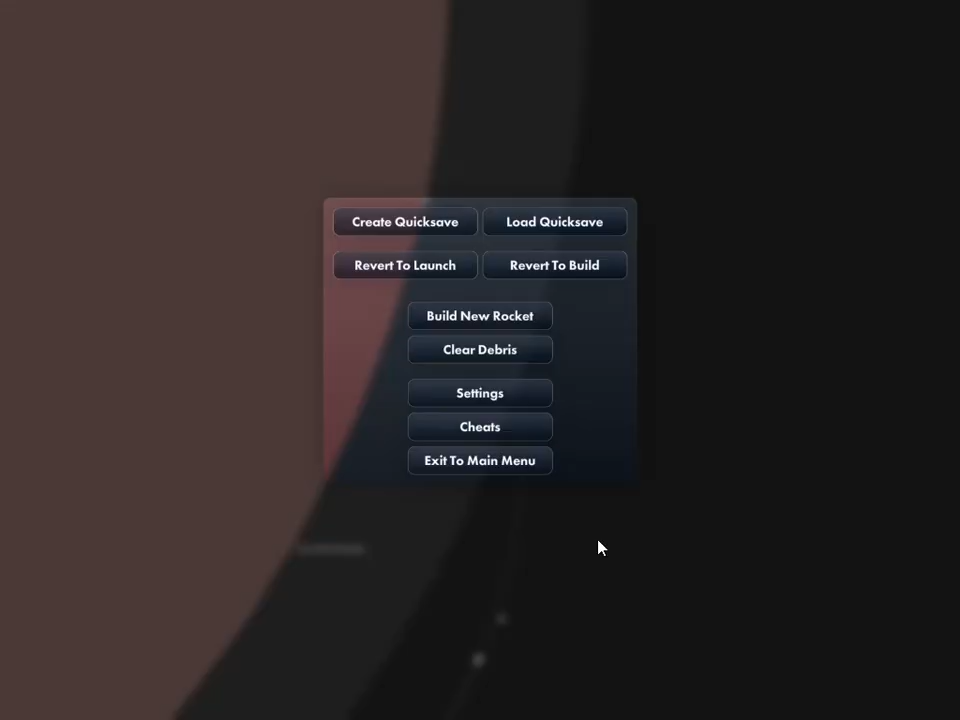 Create Quicksave Load Quicksave
Revert To Launch Revert To Build
Build New Rocket
Clear Debris
Settings
Cheats
Exit To Main Menu